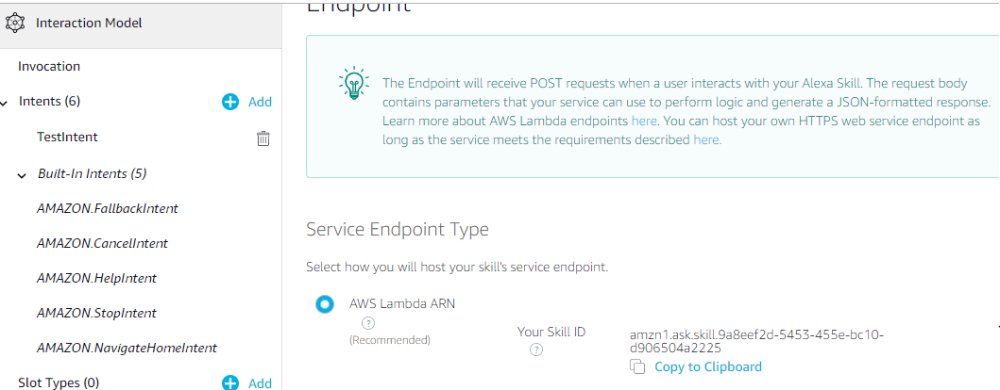 Endpoint
Interaction Model
Invocation
Intents (6)
Add
TestIntent
Built-In Intents (5)
AMAZON.FallbackIntent
AMAZON.CancelIntent
AMAZON.HelpIntent
AMAZON.StopIntent
AMAZON.NavigateHomeIntent
Slot Types (0)
Add
The Endpoint will receive POST requests when a user interacts with your Alexa Skill. The request body
contains parameters that your service can use to perform logic and generate a JSON-formatted response.
Learn more about AWS Lambda endpoints here. You can host your own HTTPS web service endpoint as
long as the service meets the requirements described here.
Service Endpoint Type
Select how you will host your skill's service endpoint.
AWS Lambda ARN
?
(Recommended)
Your Skill ID
?
amzn1.ask.skill.9a8eef2d-5453-455e-bc10-
d906504a2225
Copy to Clipboard